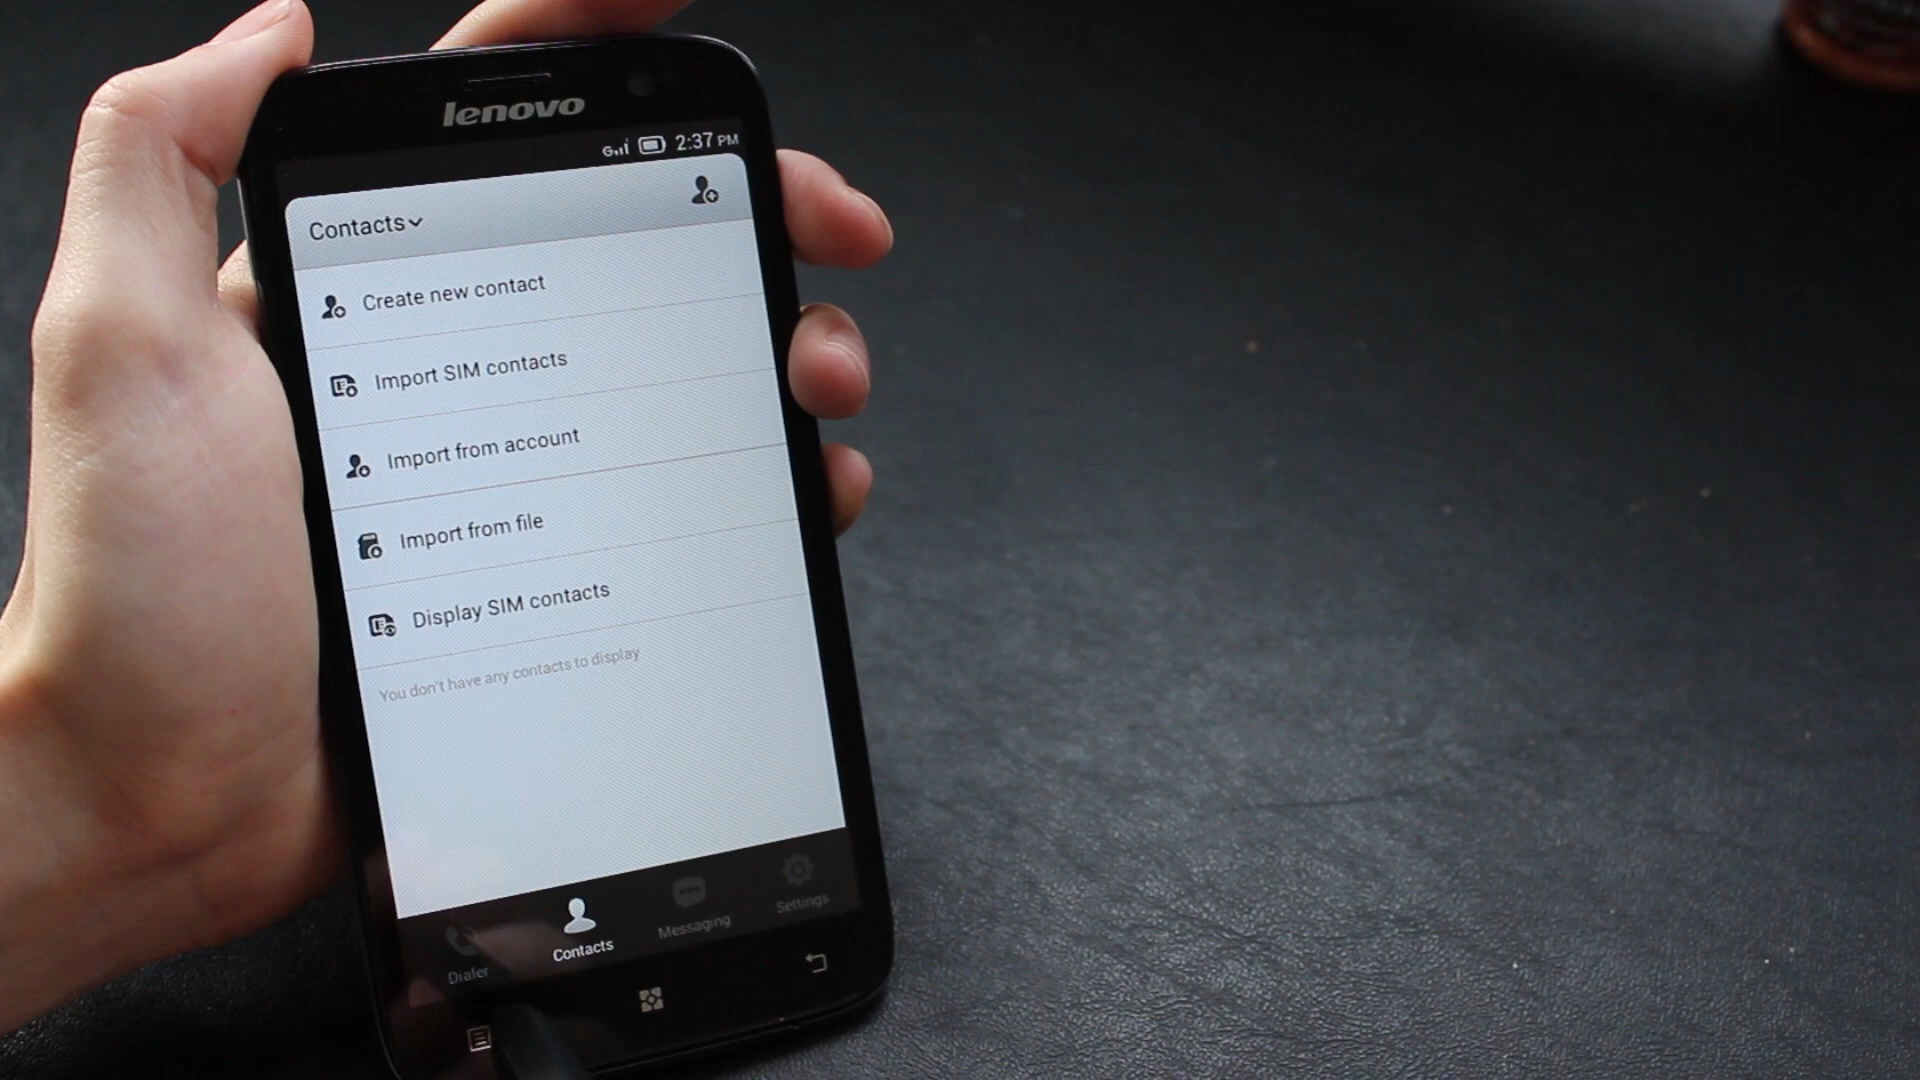 lenovo
G 2:37 PM
Contacts
Create new contact
Import SIM contacts
Import from account
Import from file
Display SIM contacts
You don't have any contacts to display
Dialer
Contacts
Messaging
Settings